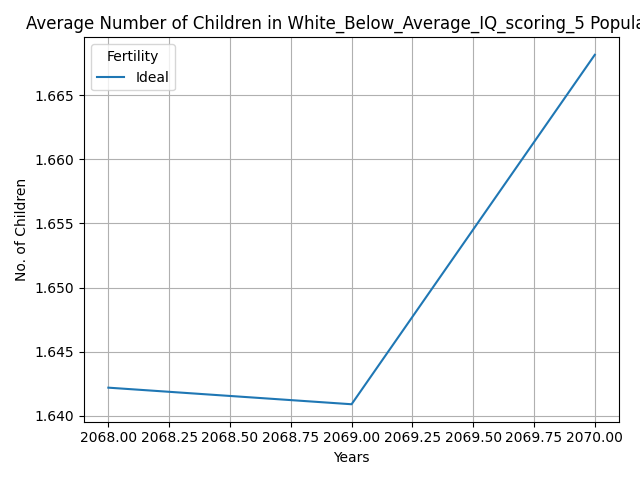 Average Number of Children in White_Below_Average_IQ_scoring_5 Popula
Fertility
Ideal
1.665
1.660
1.655
1.650
1.645
1.640
No. of Children
2068.00 2068.25 2068.50 2068.75 2069.00 2069.25 2069.50 2069.75 2070.00
Years